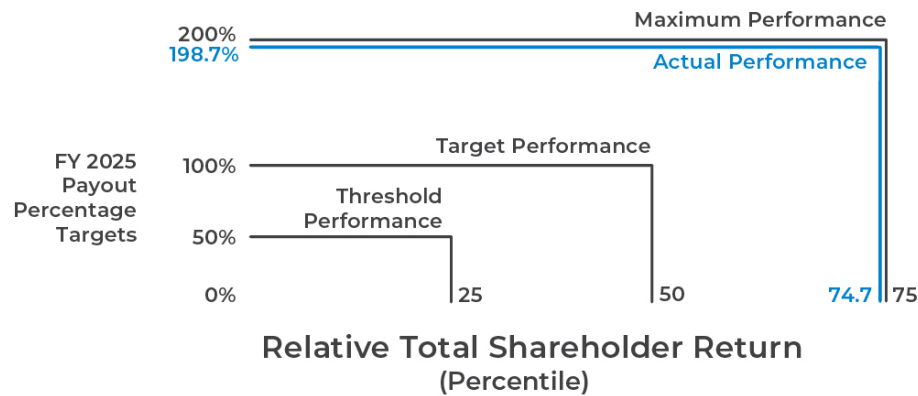 Maximum Performance
200%
198.7%
Actual Performance
Target Performance
FY 2025
Payout
Percentage
Targets
100%
Threshold
Performance
50%
0%
25
50
74.7
75
Relative Total Shareholder Return
(Percentile)